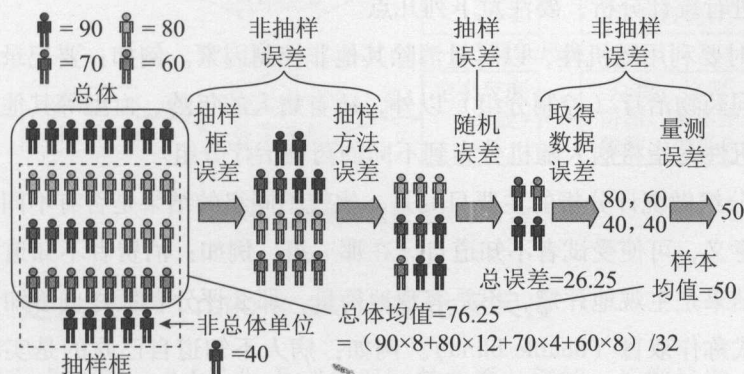 =90 =80
=70 =60
总体
非抽样
误差
抽样
误差
非抽样
误差
抽样
框
误差
抽样
方法
误差
随机
误差
取得
数据
误差
量测
误差
80，60
40，40
50
总误差=26.25
样本
均值=50
非总体单位
=40
抽样框
总体均值=76.25
=（90×8+80×12+70×4+60×8）/32